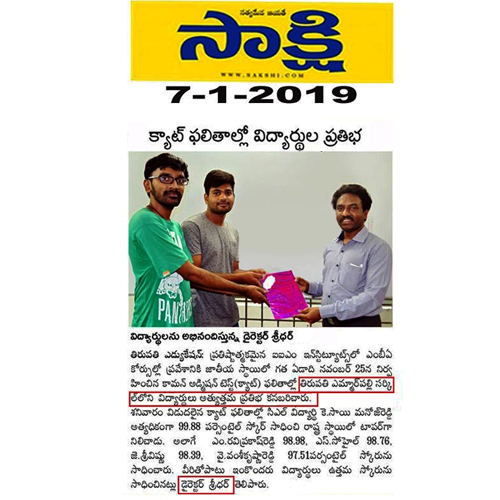 సత్యమేవ జయతే
సాక్షి
WWW.SAKSHI.COM
7-1-2019
క్యాట్ ఫలితాల్లో విద్యార్థుల ప్రతిభ
PAN
విద్యార్థులను అభినందిస్తున్న డైరెక్టర్ శ్రీధర్
తిరుపతి ఎడ్యుకేషన్: ప్రతిష్ఠాత్మకమైన ఐఐఎం ఇన్‌స్టిట్యూట్స్‌లో ఎంబీఏ
కోర్సుల్లో ప్రవేశానికి జాతీయ స్థాయిలో గత ఏడాది నవంబర్ 25న నిర్వ
హించిన కామన్ అడ్మిషన్ టెస్ట్(క్యాట్) ఫలితాల్లో తిరుపతి ఎమ్మార్‌పల్లి సర్కి
ల్‌లోని విద్యార్థులు అత్యుత్తమ ప్రతిభ కనబరిచారు.
శనివారం విడుదలైన క్యాట్ ఫలితాల్లో సీఎల్ విద్యార్థి కె.సాయి మనోజ్‌రెడ్డి
అత్యధికంగా 99.88 పర్సెంటైల్ స్కోర్ సాధించి రాష్ట్ర స్థాయిలో టాపర్‌గా
నిలిచాడు. అలాగే ఎం.రవిప్రకాష్‌రెడ్డి 98.98, ఎస్.సోహైల్ 98.76,
జె.శ్రీవిష్ణు 98.39, వై.వంశీకృష్ణారెడ్డి 97.51పర్సంటైల్ స్కోరును
సాధించారు. వీరితోపాటు ఇంకొందరు విద్యార్థులు ఉత్తమ స్కోరును
సాధించినట్లు డైరెక్టర్ శ్రీధర్ తెలిపారు.